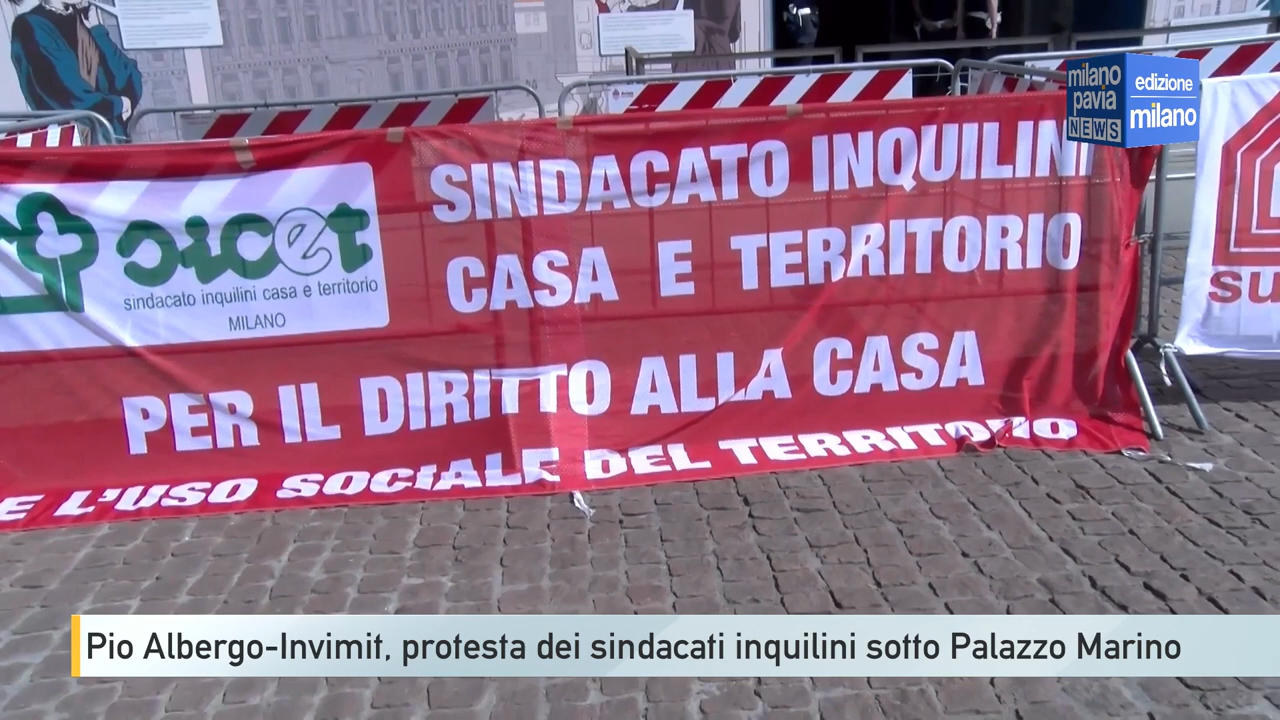 milano
pavia
NEWS
edizione
milano
sicet
sindacato inquilini casa e territorio
MILANO
SINDACATO INQUILINI
CASA E TERRITORIO
PER IL DIRITTO ALLA CASA
E L'USO SOCIALE DEL TERRITORIO
Pio Albergo-Invimit, protesta dei sindacati inquilini sotto Palazzo Marino